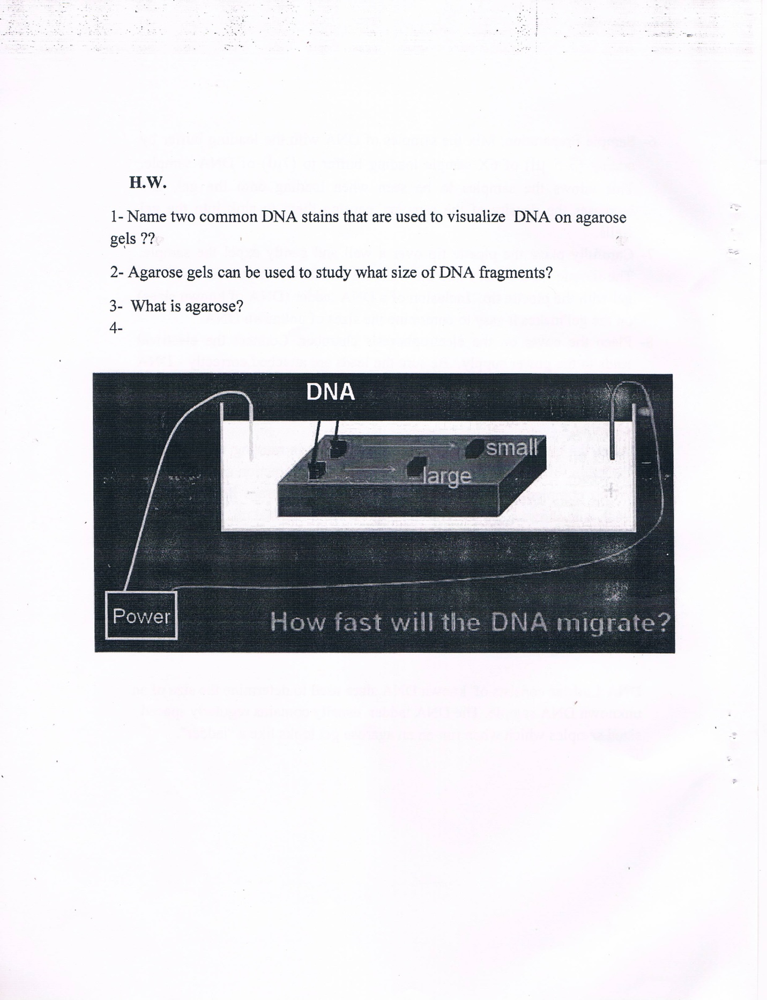 H.W.
1- Name two common DNA stains that are used to visualize DNA on agarose
gels ??
2- Agarose gels can be used to study what size of DNA fragments?
3- What is agarose?
4-
DNA
small
large
-
+
Power
How fast will the DNA migrate?